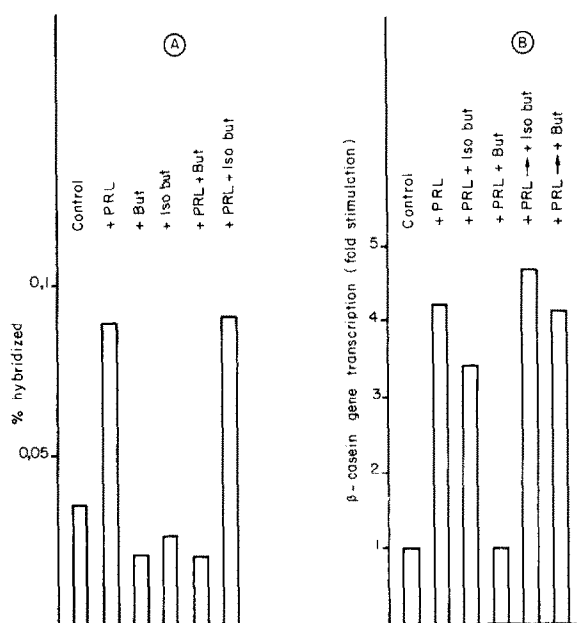 A
% hybridized
0,1
0,05
Control
+ PRL
+ But
+ Iso but
+ PRL + But
+ PRL + Iso but
B
β - casein gene transcription ( fold stimulation )
5
4
3
2
1
Control
+ PRL
+ PRL + Iso but
+ PRL + But
+ PRL → + Iso but
+ PRL → + But